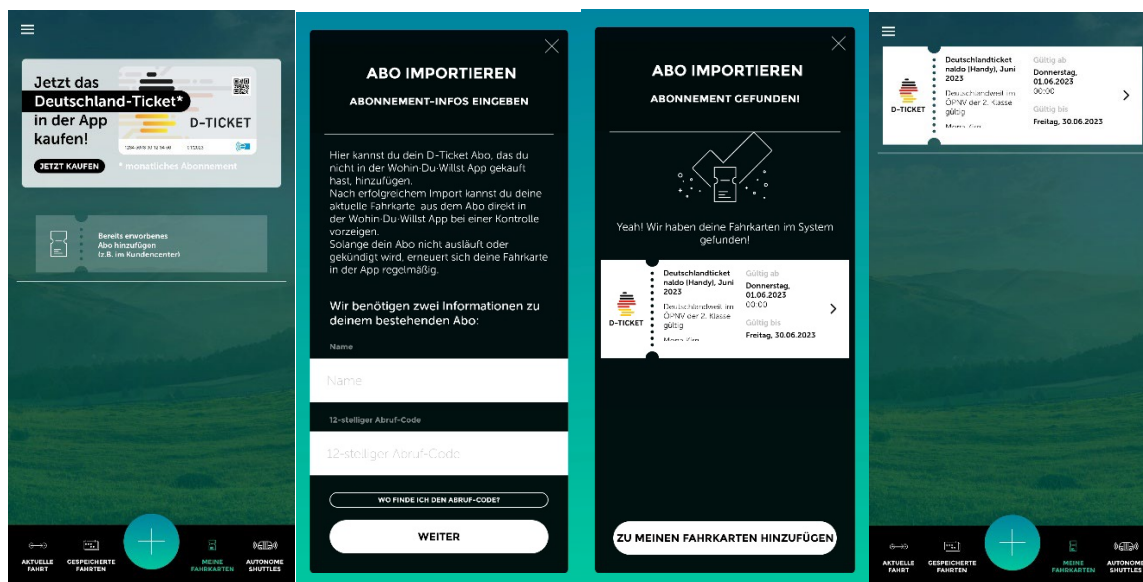 Jetzt das
Deutschland-Ticket*
in der App
kaufen!
D-TICKET
JETZT KAUFEN
* monatliches Abonnement
Bereits erworbenes
Abo hinzufügen
(z.B. im Kundencenter)
AKTUELLE
FAHRT
GESPEICHERTE
FAHRTEN
MEINE
FAHRKARTEN
AUTONOME
SHUTTLES
ABO IMPORTIEREN
ABONNEMENT-INFOS EINGEBEN
Hier kannst du dein D-Ticket Abo, das du
nicht in der Wohin·Du·Willst App gekauft
hast, hinzufügen.
Nach erfolgreichem Import kannst du deine
aktuelle Fahrkarte aus dem Abo direkt in
der Wohin·Du·Willst App bei einer Kontrolle
vorzeigen.
Solange dein Abo nicht ausläuft oder
gekündigt wird, erneuert sich deine Fahrkarte
in der App regelmäßig.
Wir benötigen zwei Informationen zu
deinem bestehenden Abo:
Name
Name
12-stelliger Abruf-Code
12-stelliger Abruf-Code
WO FINDE ICH DEN ABRUF-CODE?
WEITER
ABO IMPORTIEREN
ABONNEMENT GEFUNDEN!
Yeah! Wir haben deine Fahrkarten im System
gefunden!
D-TICKET
Deutschlandticket
naldo (Handy), Juni
2023
Deutschlandweit im
ÖPNV der 2. Klasse
gültig
Gültig ab
Donnerstag,
01.06.2023
00:00
Gültig bis
Freitag, 30.06.2023
ZU MEINEN FAHRKARTEN HINZUFÜGEN
D-TICKET
Deutschlandticket
naldo (Handy), Juni
2023
Deutschlandweit im
ÖPNV der 2. Klasse
gültig
Gültig ab
Donnerstag,
01.06.2023
00:00
Gültig bis
Freitag, 30.06.2023
AKTUELLE
FAHRT
GESPEICHERTE
FAHRTEN
MEINE
FAHRKARTEN
AUTONOME
SHUTTLES